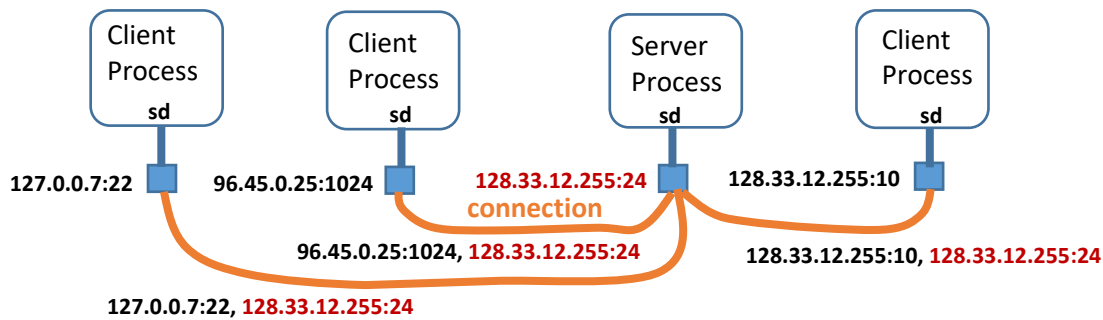 Client
Process
sd
Client
Process
sd
Server
Process
sd
Client
Process
sd
127.0.0.7:22
96.45.0.25:1024
128.33.12.255:24
128.33.12.255:10
connection
96.45.0.25:1024, 128.33.12.255:24
128.33.12.255:10, 128.33.12.255:24
127.0.0.7:22, 128.33.12.255:24